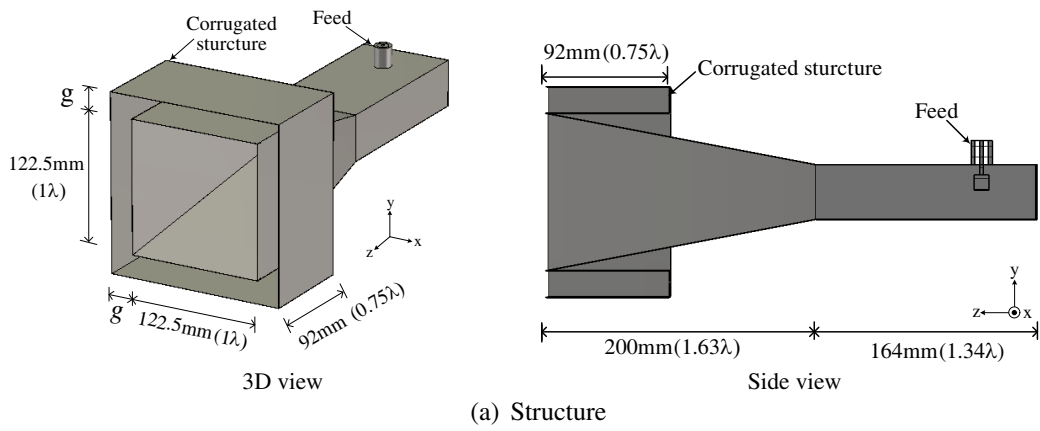 Corrugated
sturcture
Feed
g
122.5mm
(1λ)
y
x
z
g
122.5mm(1λ)
92mm (0.75λ)
3D view
92mm(0.75λ)
Corrugated sturcture
Feed
y
z
x
200mm(1.63λ)
164mm(1.34λ)
Side view
(a) Structure